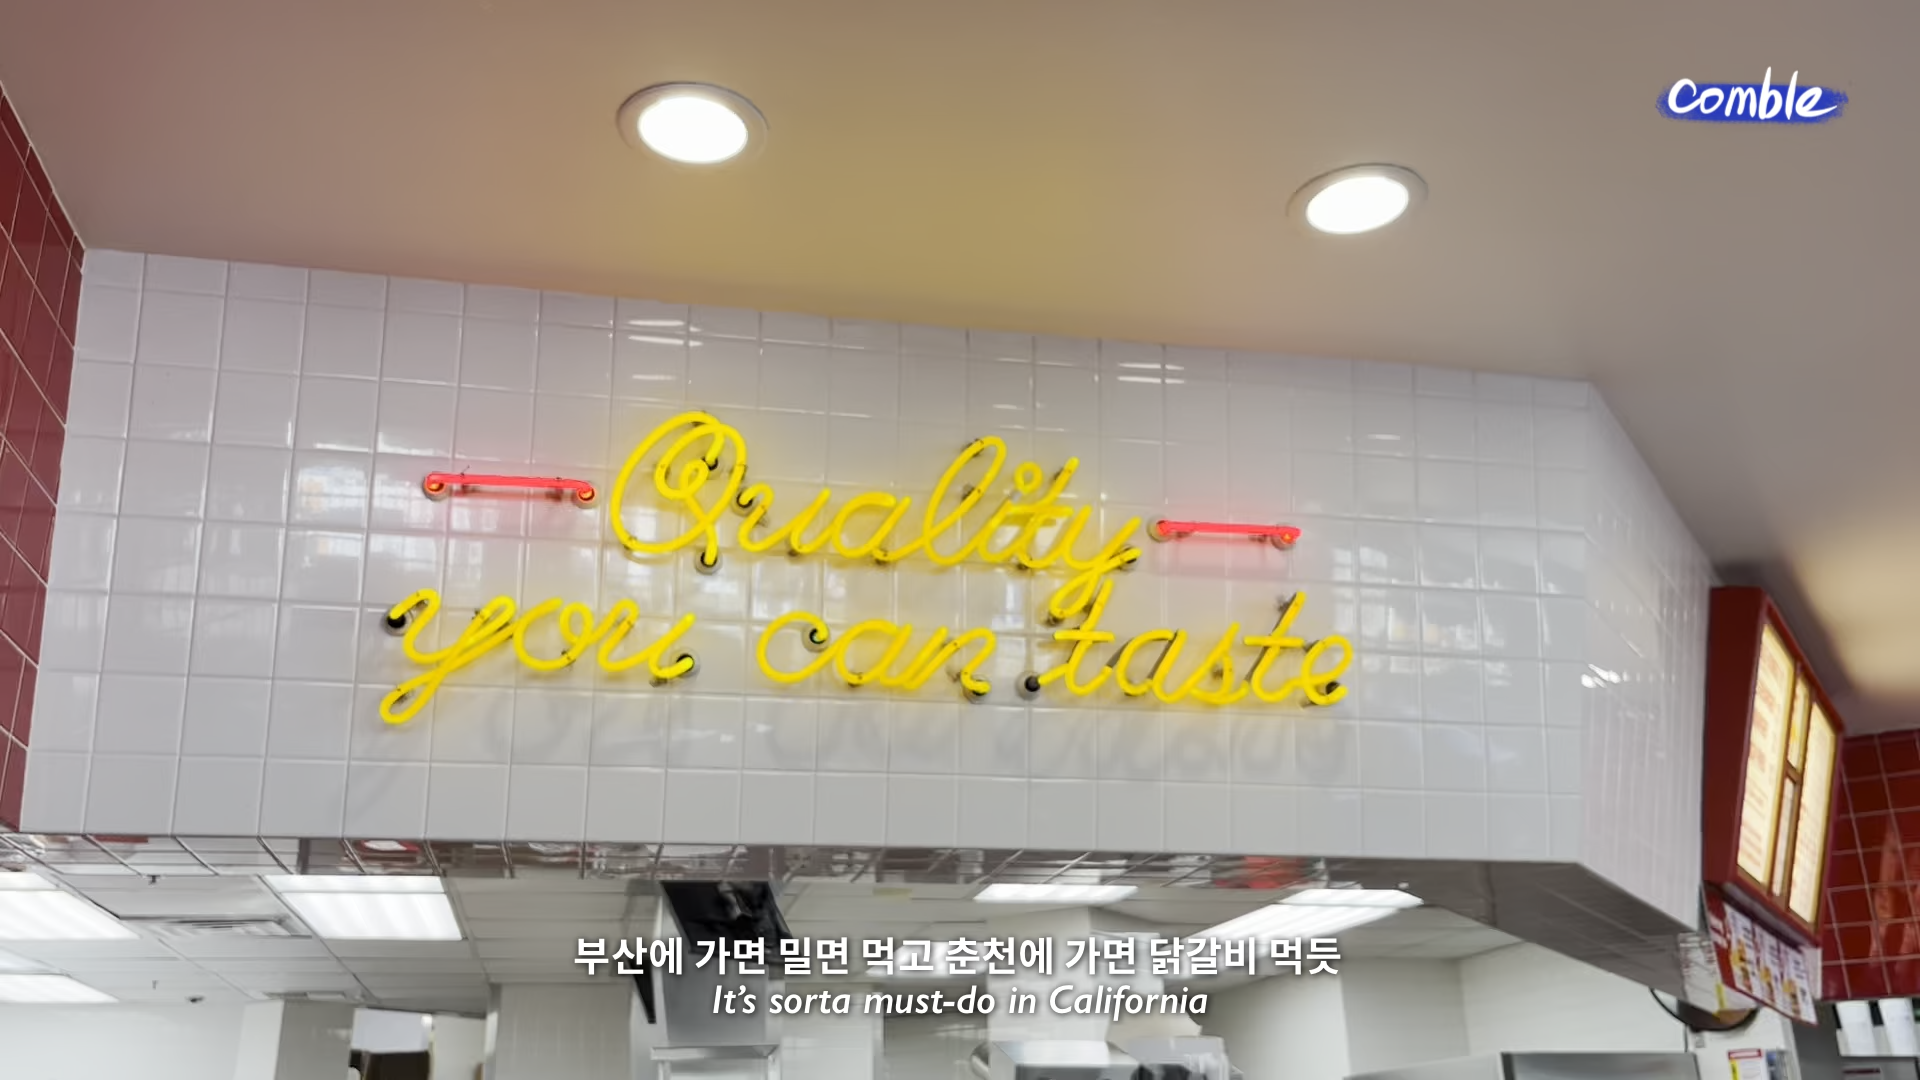 comble
Quality
you can taste
부산에 가면 밀면 먹고 춘천에 가면 닭갈비 먹듯
It's sorta must-do in California